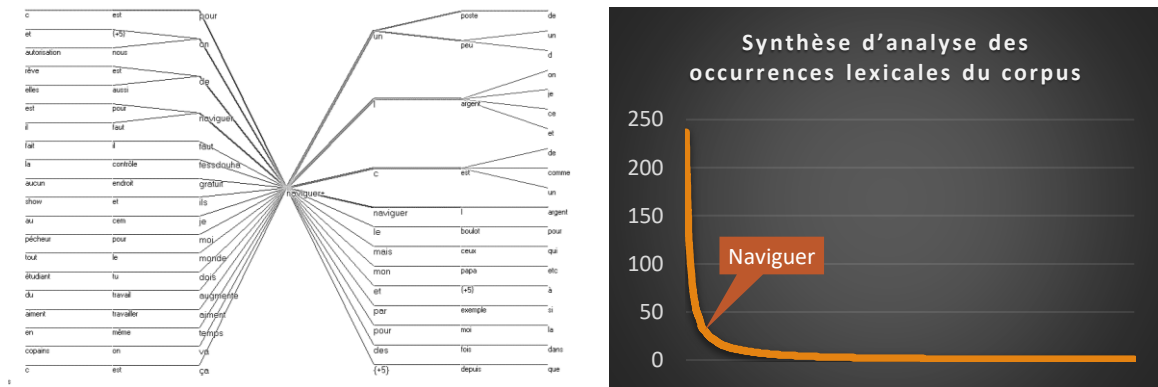 c est pour
et {+5} on
autorisation nous
rêve est de
elles aussi
est pour naviguer
il faut
fait il faut
la contrôle fessdouha
aucun endroit gratuit
show et ils
au cem je
pêcheur pour moi
tout le monde
étudiant tu dois
du travail augmente
aiment travailler aiment
en même temps
copains on va
c est ça
naviguer+
un poste de
peu un
d
l argent on
je
ce
et
c est de
comme
un
naviguer l argent
le boulot pour
mais ceux qui
mon papa etc
et {+5} à
par exemple si
pour moi la
des fois dans
{+5} depuis que
Synthèse d'analyse des
occurrences lexicales du corpus
250
200
150
100
50
0
Naviguer